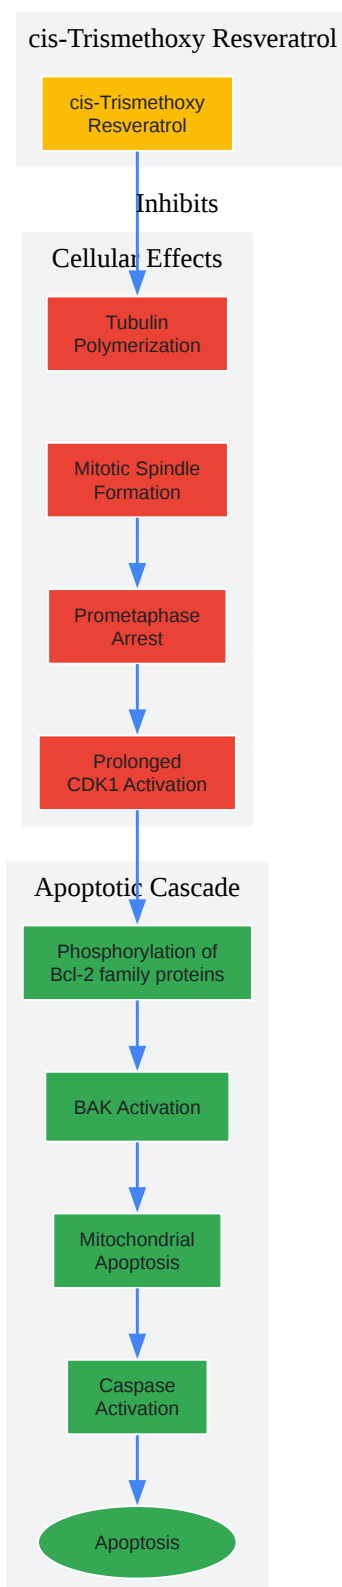 cis-Trismethoxy Resveratrol
cis-Trismethoxy
Resveratrol
Inhibits
Cellular Effects
Tubulin
Polymerization
Mitotic Spindle
Formation
Prometaphase
Arrest
Prolonged
CDK1 Activation
Apoptotic Cascade
Phosphorylation of
Bcl-2 family proteins
BAK Activation
Mitochondrial
Apoptosis
Caspase
Activation
Apoptosis